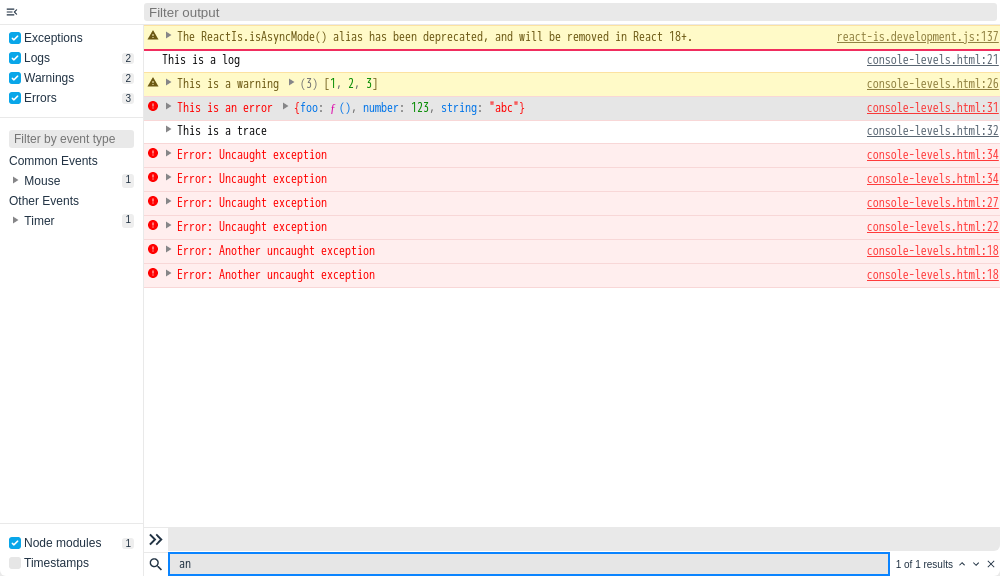 Filter output
Exceptions
Logs 2
Warnings 2
Errors 3
Filter by event type
Common Events
Mouse 1
Other Events
Timer 1
Node modules 1
Timestamps
The ReactIs.isAsyncMode() alias has been deprecated, and will be removed in React 18+. react-is.development.js:137
This is a log console-levels.html:21
This is a warning (3) [1, 2, 3] console-levels.html:26
This is an error {foo: ƒ (), number: 123, string: "abc"} console-levels.html:31
This is a trace console-levels.html:32
Error: Uncaught exception console-levels.html:34
Error: Uncaught exception console-levels.html:34
Error: Uncaught exception console-levels.html:27
Error: Uncaught exception console-levels.html:22
Error: Another uncaught exception console-levels.html:18
Error: Another uncaught exception console-levels.html:18
an 1 of 1 results